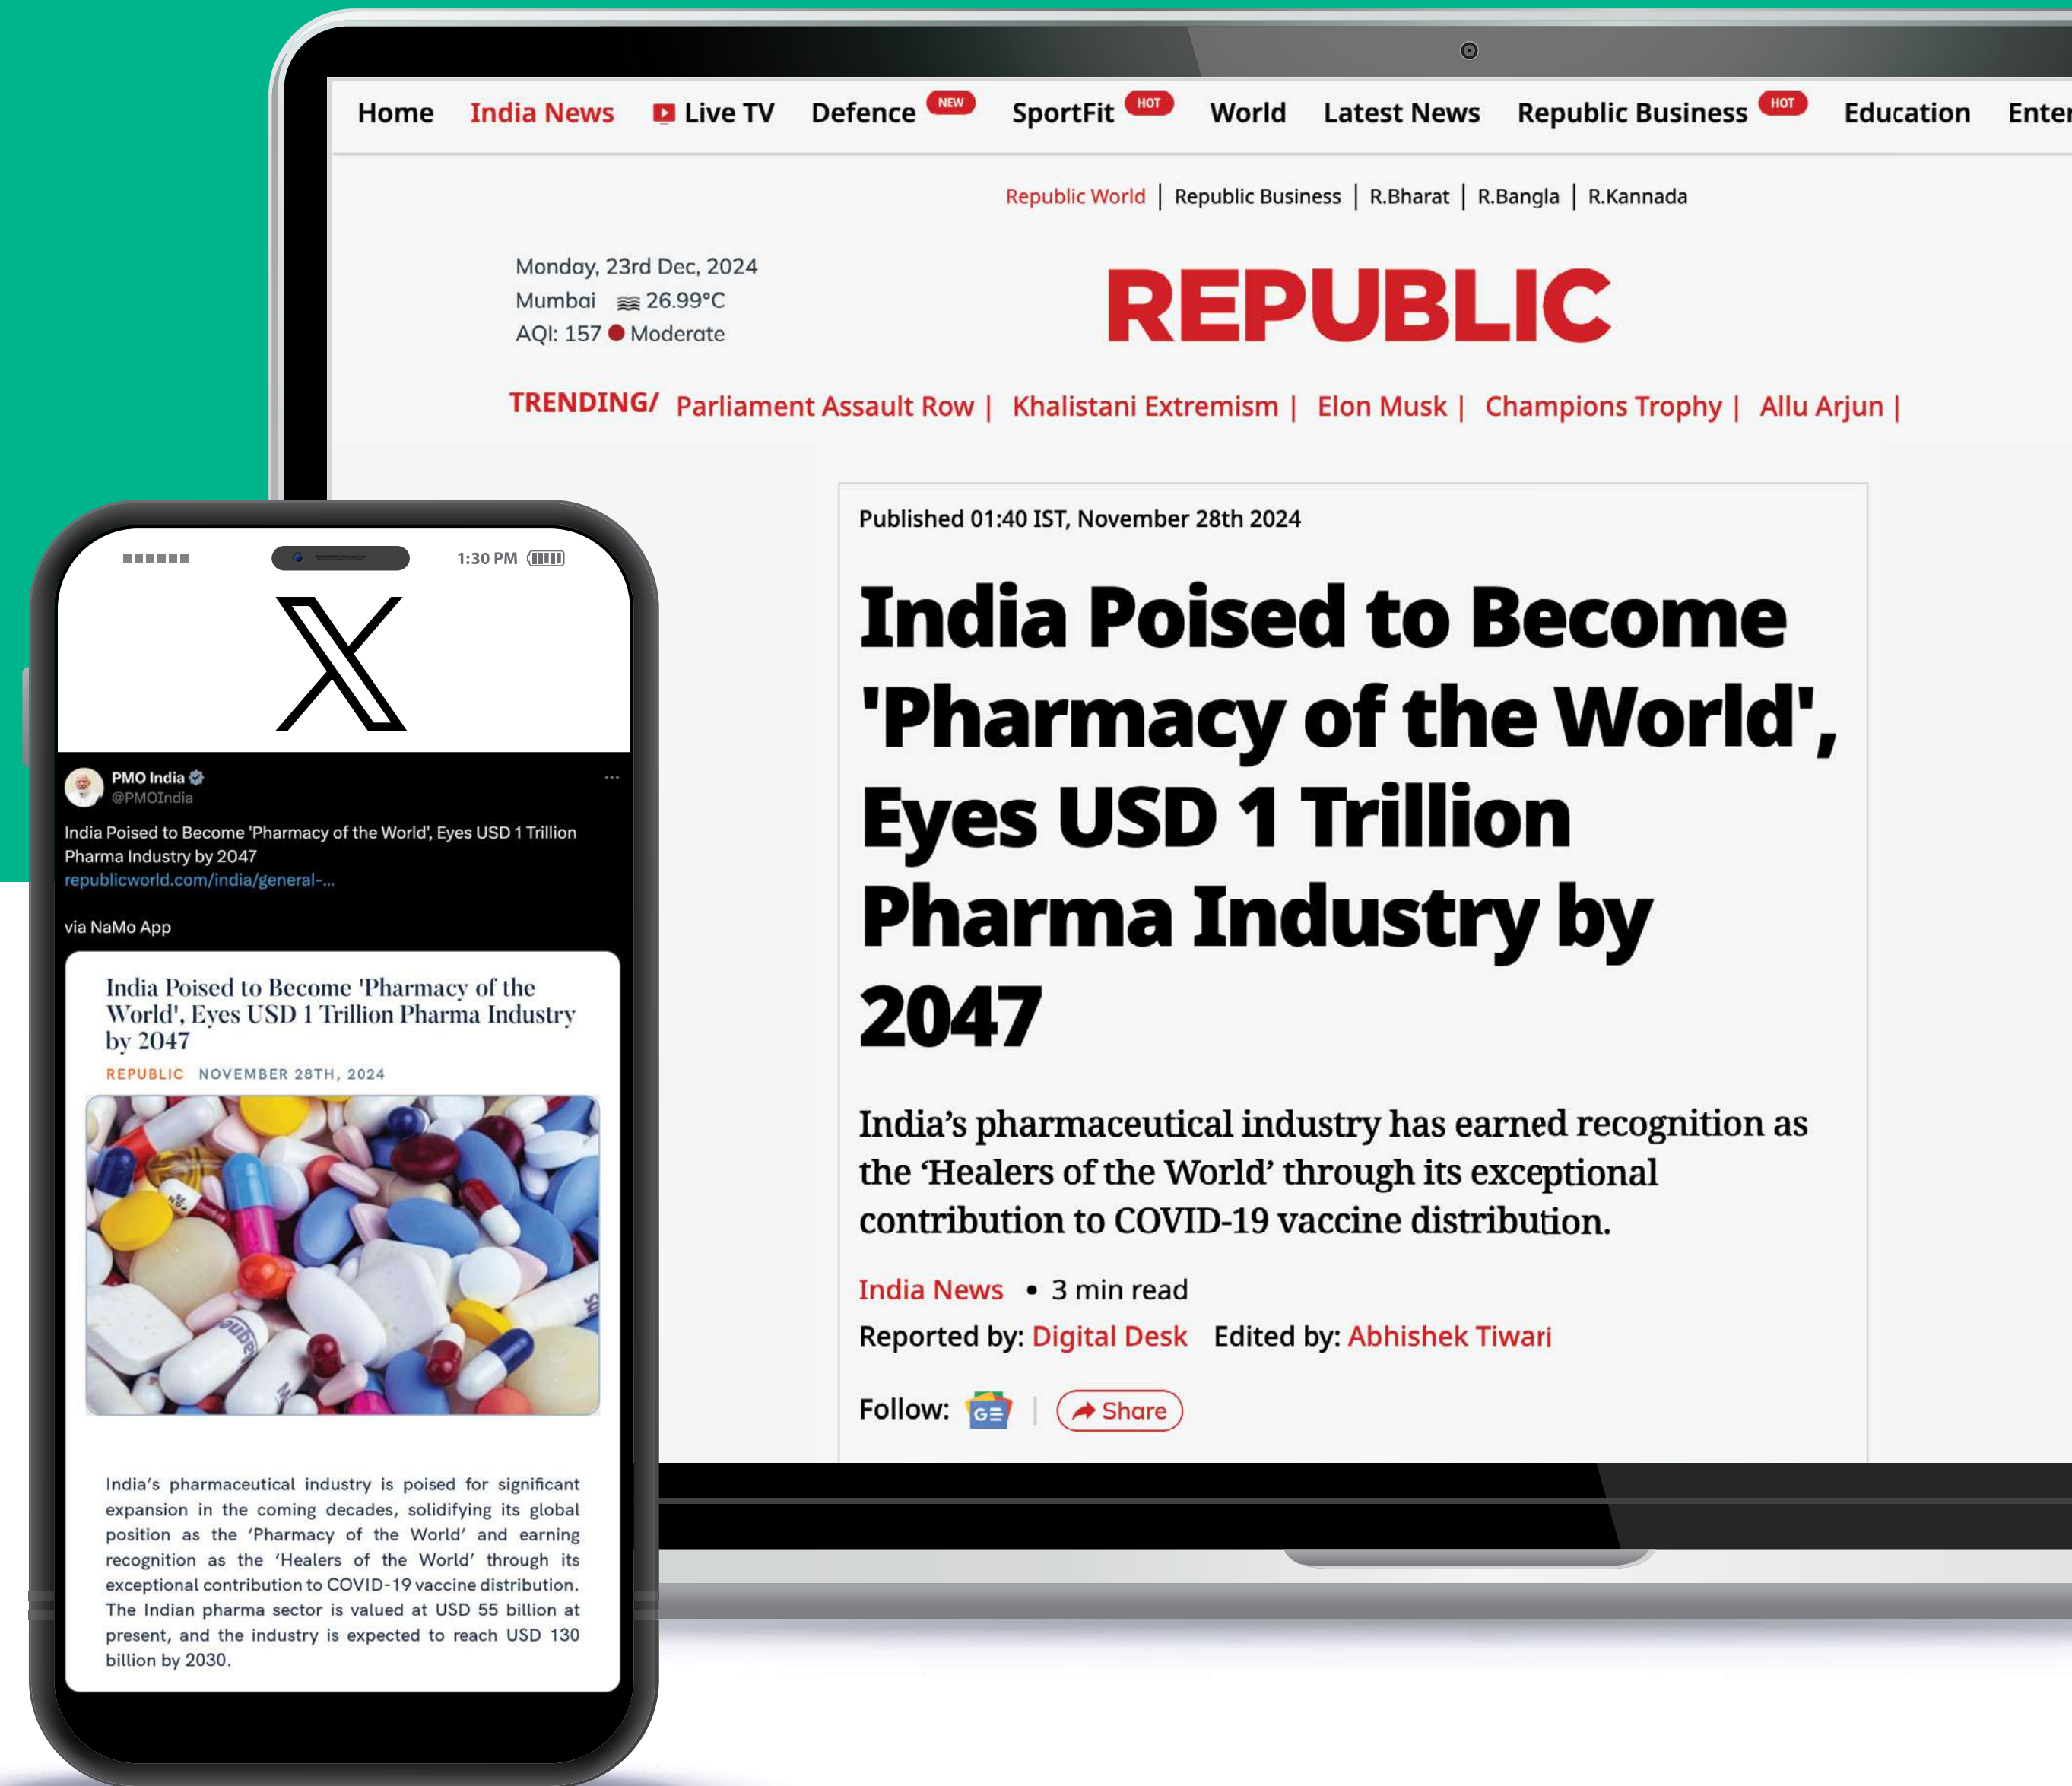 Home India News Live TV Defence NEW SportFit HOT World Latest News Republic Business HOT Education Enter
Republic World | Republic Business | R.Bharat | R.Bangla | R.Kannada
Monday, 23rd Dec, 2024
Mumbai 26.99°C
AQI: 157 Moderate
REPUBLIC
TRENDING/ Parliament Assault Row | Khalistani Extremism | Elon Musk | Champions Trophy | Allu Arjun |
Published 01:40 IST, November 28th 2024
India Poised to Become
'Pharmacy of the World',
Eyes USD 1 Trillion
Pharma Industry by
2047
India's pharmaceutical industry has earned recognition as
the ‘Healers of the World’ through its exceptional
contribution to COVID-19 vaccine distribution.
India News • 3 min read
Reported by: Digital Desk Edited by: Abhishek Tiwari
Follow: GE | Share
1:30 PM
X
PMO India
@PMOIndia
...
India Poised to Become 'Pharmacy of the World', Eyes USD 1 Trillion
Pharma Industry by 2047
republicworld.com/india/general-...
via NaMo App
India Poised to Become 'Pharmacy of the
World', Eyes USD 1 Trillion Pharma Industry
by 2047
REPUBLIC NOVEMBER 28TH, 2024
India's pharmaceutical industry is poised for significant
expansion in the coming decades, solidifying its global
position as the ‘Pharmacy of the World’ and earning
recognition as the ‘Healers of the World’ through its
exceptional contribution to COVID-19 vaccine distribution.
The Indian pharma sector is valued at USD 55 billion at
present, and the industry is expected to reach USD 130
billion by 2030.